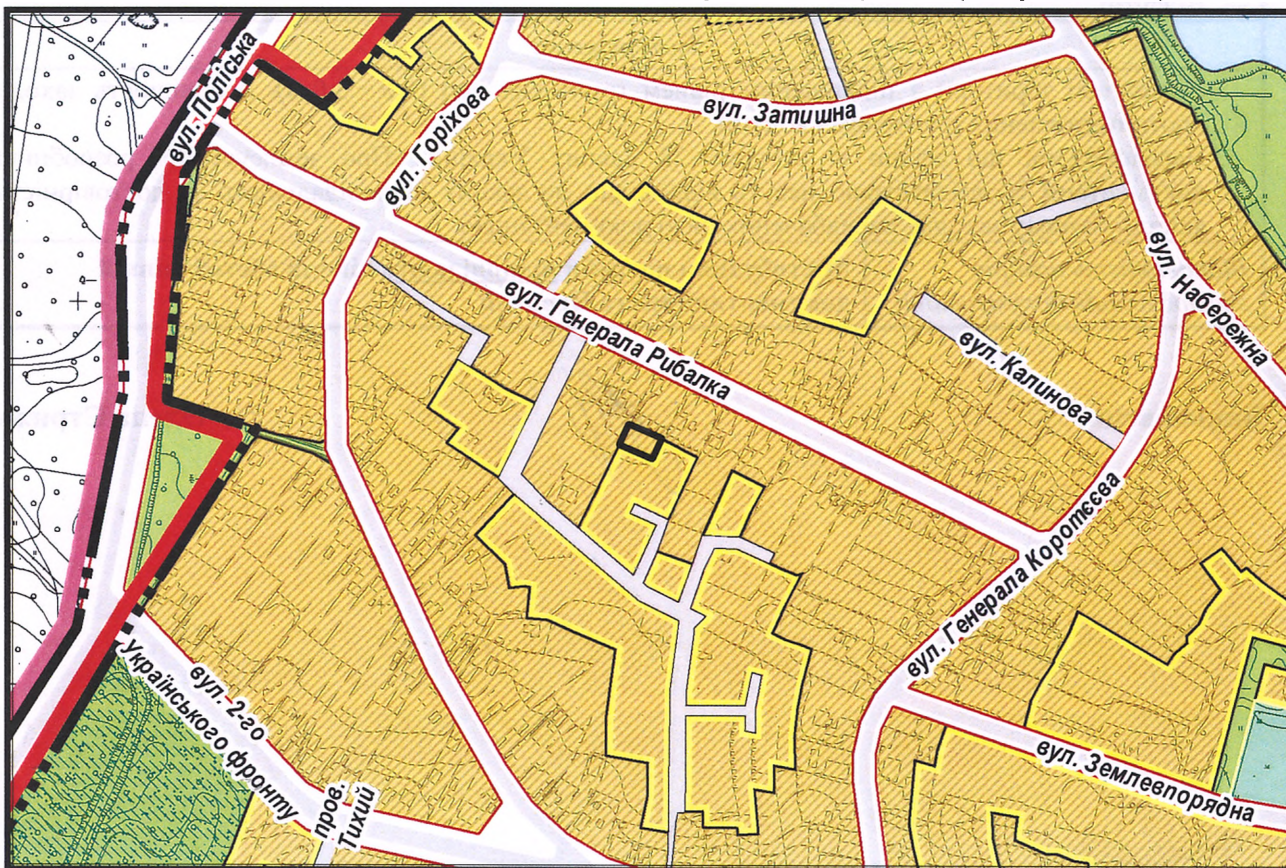 вул. Поліська
вул. Горіхова
вул. Затишна
вул. Генерала Рибалка
вул. Набережна
вул. Калинова
вул. Генерала Коротєєва
вул. 2-го
Українського фронту
пров.
Тихий
вул. Землевпорядна